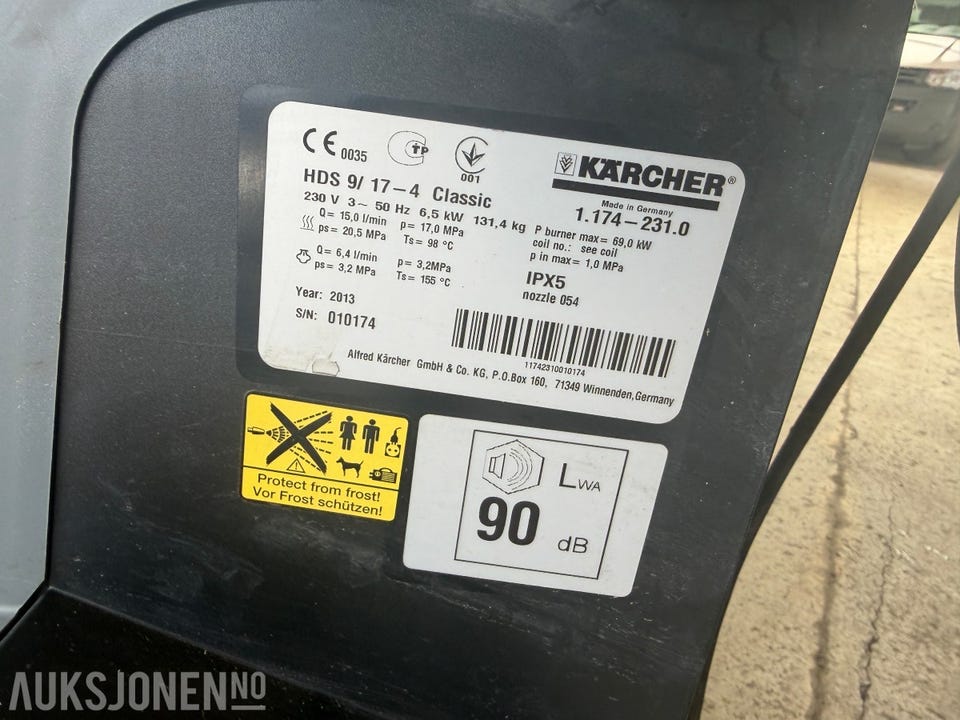 CE 0035
TP
001
KÄRCHER®
Made in Germany
1.174-231.0
HDS 9/ 17-4 Classic
230 V 3~ 50 Hz 6,5 kW 131,4 kg
Q= 15,0 l/min p= 17,0 MPa
ps= 20,5 MPa Ts= 98 °C
Q= 6,4 l/min p= 3,2MPa
ps= 3,2 MPa Ts= 155 °C
P burner max= 69,0 kW
coil no.: see coil
p in max= 1,0 MPa
IPX5
nozzle 054
Year: 2013
S/N: 010174
11742310010174
Alfred Kärcher GmbH & Co. KG, P.O.Box 160, 71349 Winnenden,Germany
Protect from frost!
Vor Frost schützen!
LWA
90 dB
AUKSJONEN.NO